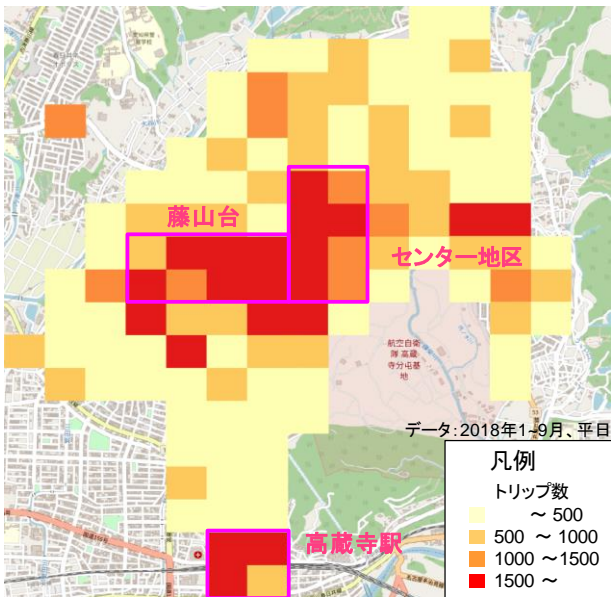 藤山台
センター地区
航空自衛
隊 高蔵
寺分屯基
地
データ:2018年1~9月、平日
凡例
トリップ数
~ 500
500 ~ 1000
1000 ~1500
1500 ~
高蔵寺駅